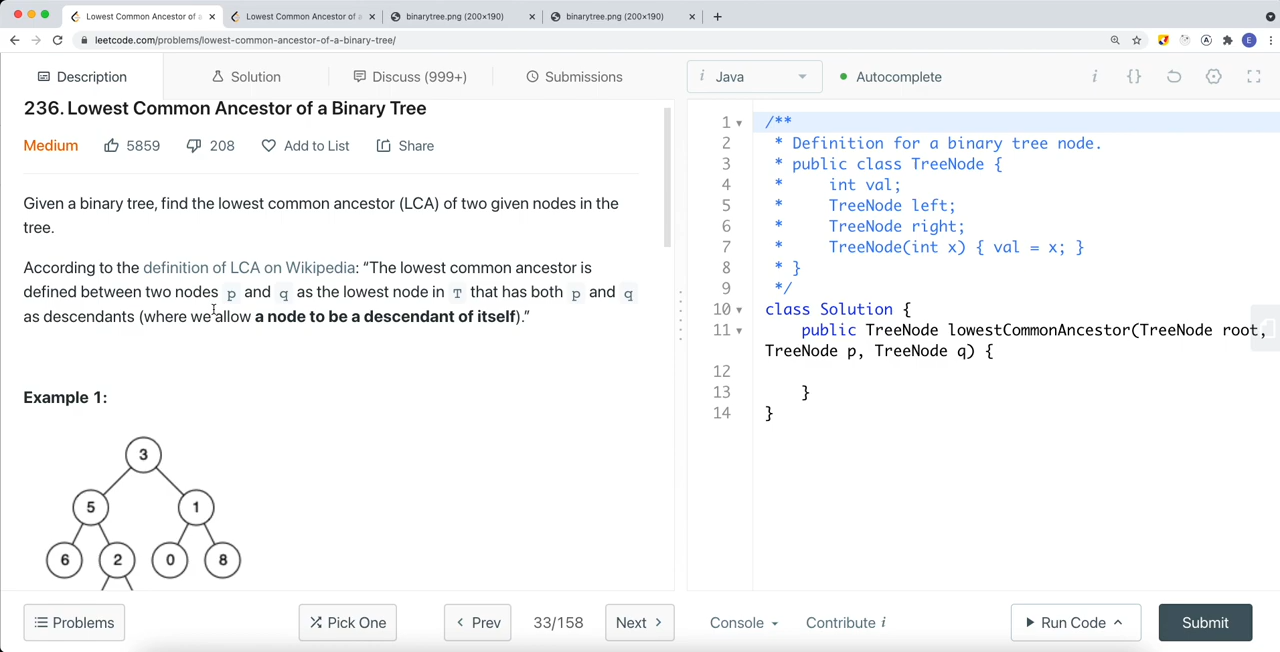 Lowest Common Ancestor of a
Lowest Common Ancestor of a
binarytree.png (200×190)
binarytree.png (200×190)
leetcode.com/problems/lowest-common-ancestor-of-a-binary-tree/
E
Description
Solution
Discuss (999+)
Submissions
i Java
Autocomplete
i {}
236. Lowest Common Ancestor of a Binary Tree
Medium 5859 208 Add to List Share
Given a binary tree, find the lowest common ancestor (LCA) of two given nodes in the
tree.
According to the definition of LCA on Wikipedia: “The lowest common ancestor is
defined between two nodes p and q as the lowest node in T that has both p and q
as descendants (where we allow a node to be a descendant of itself).”
Example 1:
3
5 1
6 2 0 8
1 /**
2 * Definition for a binary tree node.
3 * public class TreeNode {
4 * int val;
5 * TreeNode left;
6 * TreeNode right;
7 * TreeNode(int x) { val = x; }
8 * }
9 */
10 class Solution {
11 public TreeNode lowestCommonAncestor(TreeNode root,
TreeNode p, TreeNode q) {
12
13 }
14 }
Problems
Pick One
Prev
33/158
Next
Console
Contribute i
Run Code
Submit